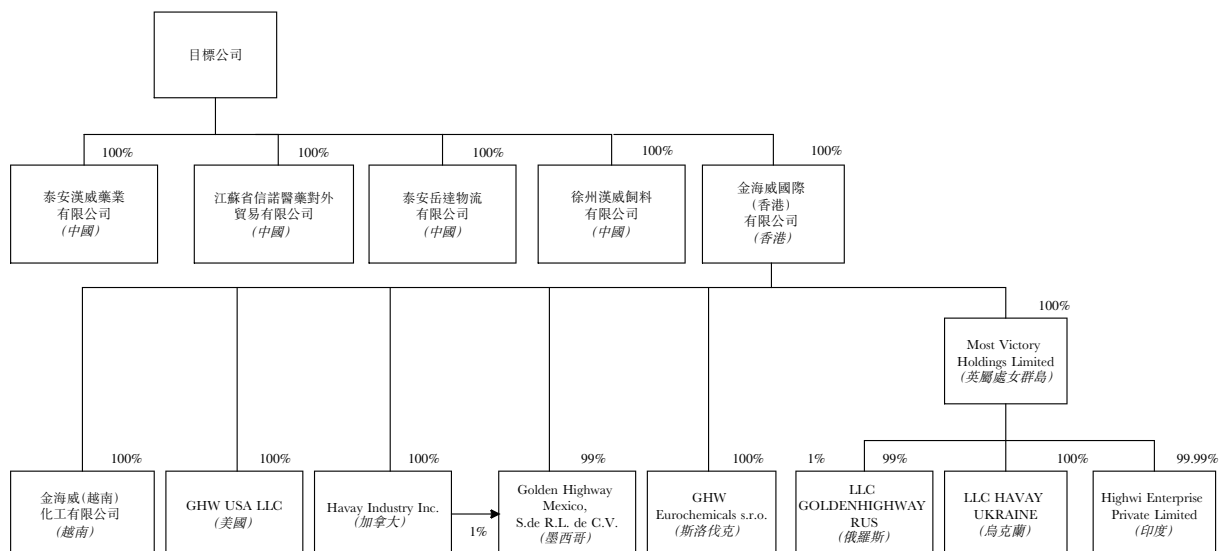 目標公司
100%
100%
100%
100%
100%
泰安漢威藥業
有限公司
(中國)
江蘇省信諾醫藥對外
貿易有限公司
(中國)
泰安岳達物流
有限公司
(中國)
徐州漢威飼料
有限公司
(中國)
金海威國際
(香港)
有限公司
(香港)
100%
Most Victory
Holdings Limited
(英屬處女群島)
100%
100%
100%
99%
100%
1%
99%
100%
99.99%
金海威(越南)
化工有限公司
(越南)
GHW USA LLC
(美國)
Havay Industry Inc.
(加拿大)
1%
Golden Highway
Mexico,
S.de R.L. de C.V.
(墨西哥)
GHW
Eurochemicals s.r.o.
(斯洛伐克)
LLC
GOLDENHIGHWAY
RUS
(俄羅斯)
LLC HAVAY
UKRAINE
(烏克蘭)
Highwi Enterprise
Private Limited
(印度)